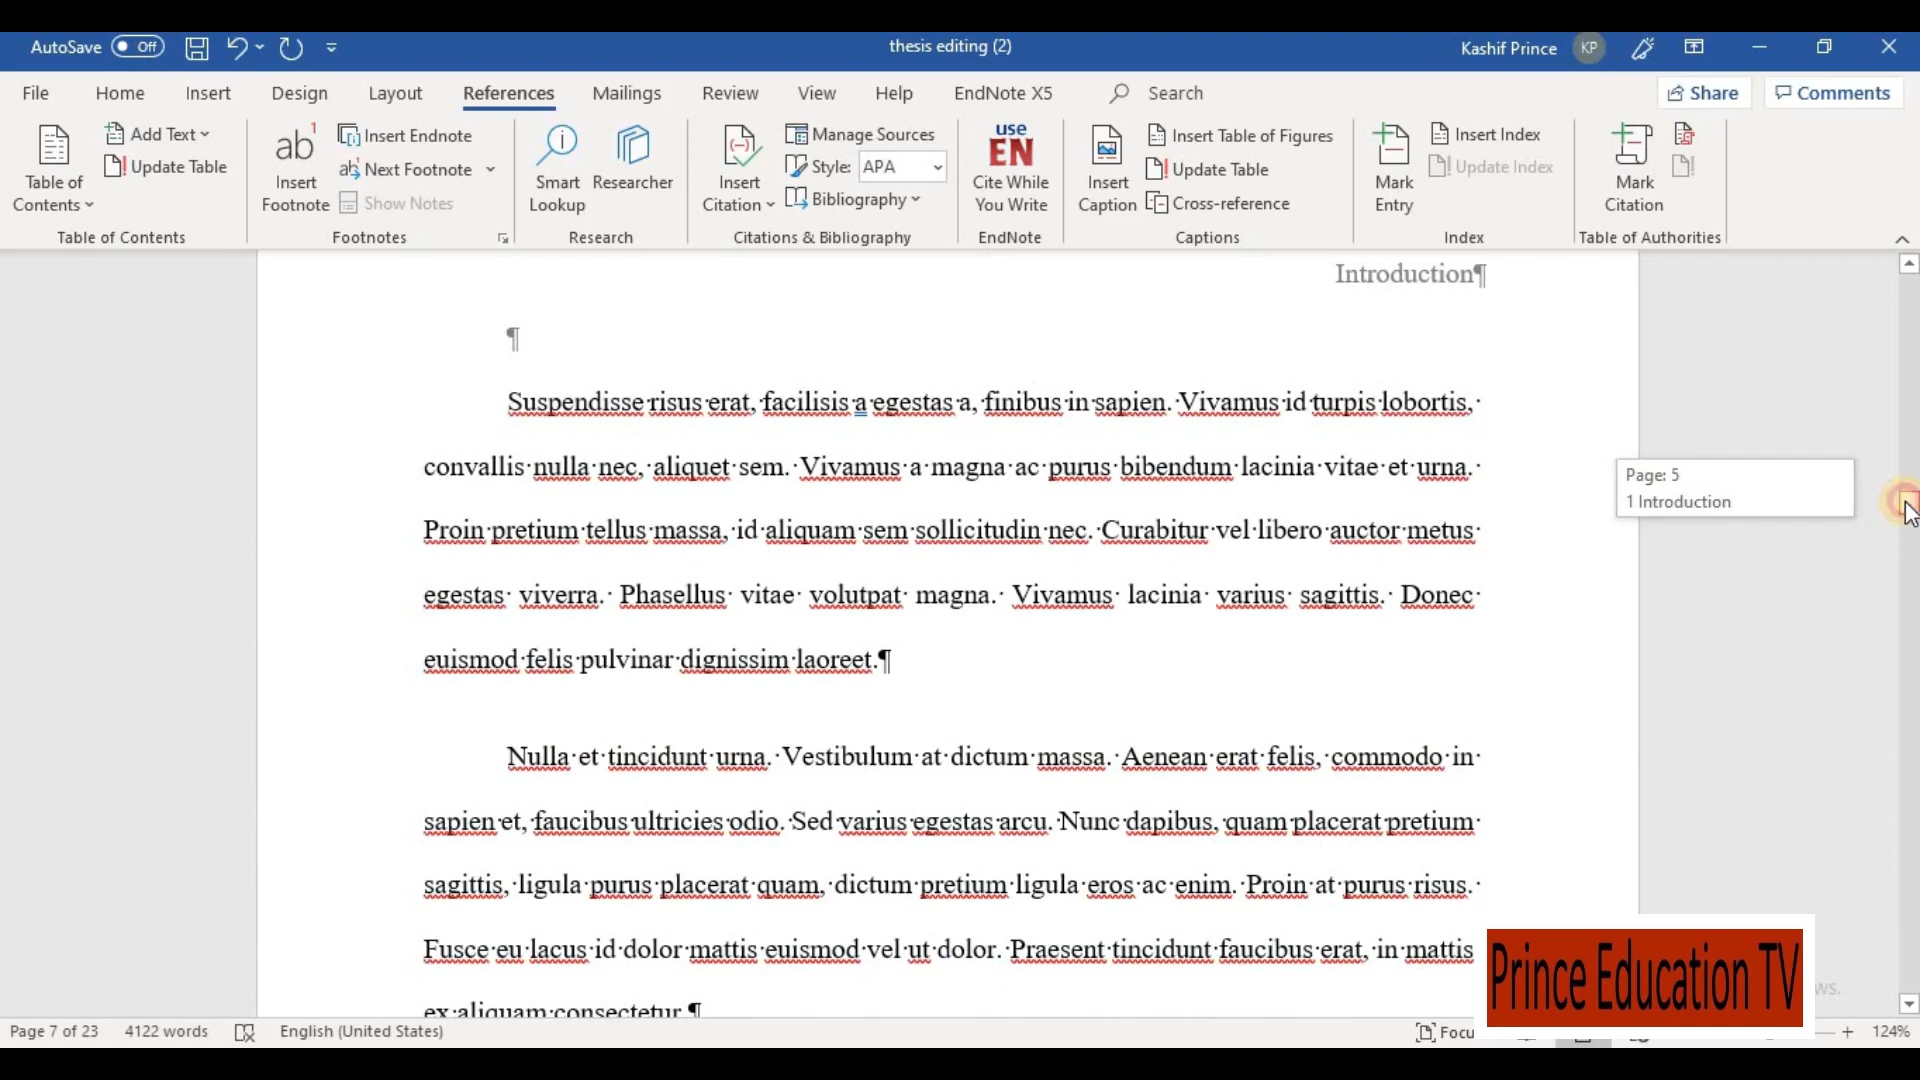 AutoSave Off thesis editing (2) Kashif Prince KP
File Home Insert Design Layout References Mailings Review View Help EndNote X5 Search Share Comments
Table of Contents
Add Text
Update Table
Table of Contents
ab1
Insert Footnote
Insert Endnote
Next Footnote
Show Notes
Footnotes
Smart Lookup
Researcher
Research
Insert Citation
Manage Sources
Style: APA
Bibliography
Citations & Bibliography
use
EN
Cite While You Write
EndNote
Insert Caption
Insert Table of Figures
Update Table
Cross-reference
Captions
Mark Entry
Insert Index
Update Index
Index
Mark Citation
Table of Authorities
Introduction¶
¶
Suspendisse·risus·erat,·facilisis·a·egestas·a,·finibus·in·sapien.·Vivamus·id·turpis·lobortis,·
convallis·nulla·nec,·aliquet·sem.·Vivamus·a·magna·ac·purus·bibendum·lacinia·vitae·et·urna.·
Proin·pretium·tellus·massa,·id·aliquam·sem·sollicitudin·nec.·Curabitur·vel·libero·auctor·metus·
egestas·viverra.·Phasellus·vitae·volutpat·magna.·Vivamus·lacinia·varius·sagittis.·Donec·
euismod·felis·pulvinar·dignissim·laoreet.¶
Page: 5
1 Introduction
Nulla·et·tincidunt·urna.·Vestibulum·at·dictum·massa.·Aenean·erat·felis,·commodo·in·
sapien·et,·faucibus·ultricies·odio.·Sed·varius·egestas·arcu.·Nunc·dapibus,·quam·placerat·pretium·
sagittis,·ligula·purus·placerat·quam,·dictum·pretium·ligula·eros·ac·enim.·Proin·at·purus·risus.·
Fusce·eu·lacus·id·dolor·mattis·euismod·vel·ut·dolor.·Praesent·tincidunt·faucibus·erat,·in·mattis
ex·aliquam·consectetur.¶
Prince Education TV
Page 7 of 23 4122 words English (United States) Focu 124%